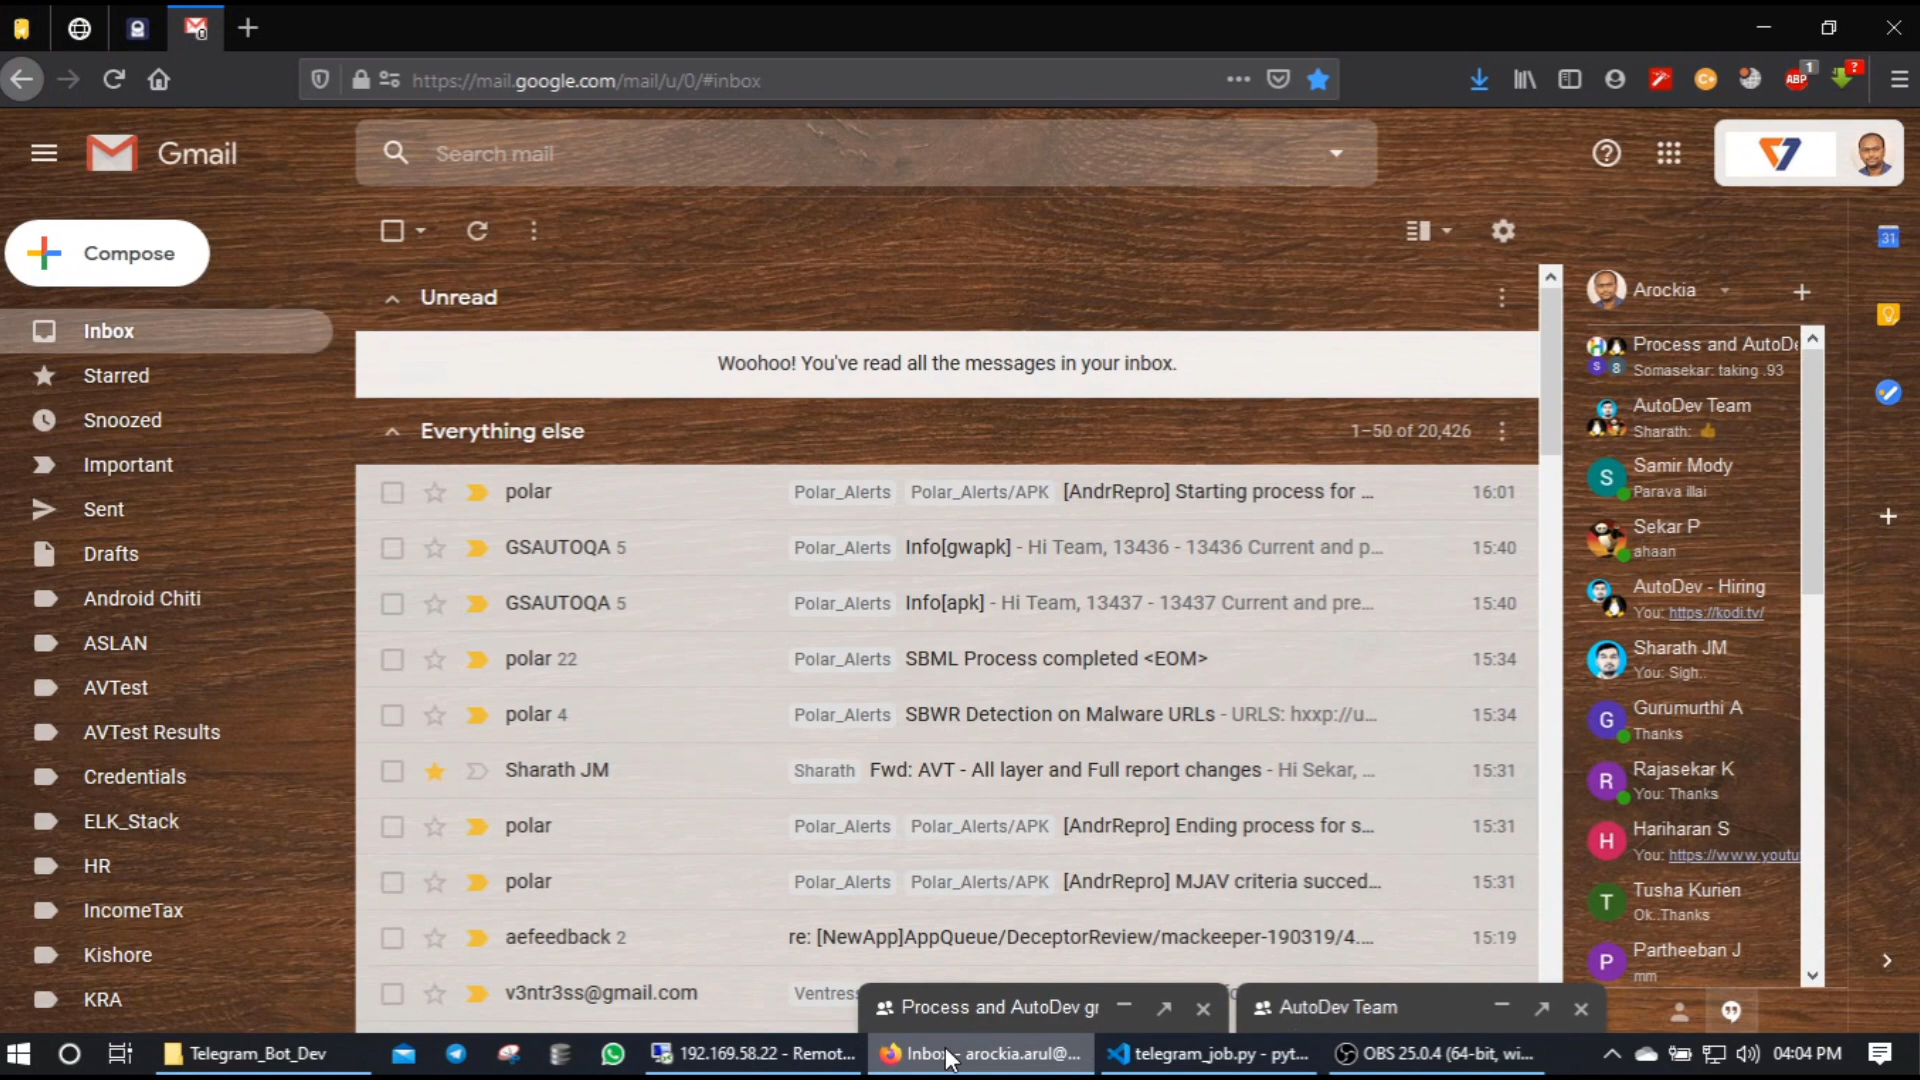 https://mail.google.com/mail/u/0/#inbox
ABP
1
?
Gmail
Search mail
Compose
Inbox
Starred
Snoozed
Important
Sent
Drafts
Android Chiti
ASLAN
AVTest
AVTest Results
Credentials
ELK_Stack
HR
IncomeTax
Kishore
KRA
Unread
Woohoo! You've read all the messages in your inbox.
Everything else
1–50 of 20,426
polar Polar_Alerts Polar_Alerts/APK [AndrRepro] Starting process for ... 16:01
GSAUTOQA 5 Polar_Alerts Info[gwapk] - Hi Team, 13436 - 13436 Current and p... 15:40
GSAUTOQA 5 Polar_Alerts Info[apk] - Hi Team, 13437 - 13437 Current and pre... 15:40
polar 22 Polar_Alerts SBML Process completed <EOM> 15:34
polar 4 Polar_Alerts SBWR Detection on Malware URLs - URLS: hxxp://u... 15:34
Sharath JM Sharath Fwd: AVT - All layer and Full report changes - Hi Sekar, ... 15:31
polar Polar_Alerts Polar_Alerts/APK [AndrRepro] Ending process for s... 15:31
polar Polar_Alerts Polar_Alerts/APK [AndrRepro] MJAV criteria succed... 15:31
aefeedback 2 re: [NewApp]AppQueue/DeceptorReview/mackeeper-190319/4.... 15:19
v3ntr3ss@gmail.com Ventress
Arockia
Process and AutoDe
Somasekar: taking .93
S 8
AutoDev Team
Sharath: 👍
S
Samir Mody
Parava illai
Sekar P
ahaan
AutoDev - Hiring
You: https://kodi.tv/
Sharath JM
You: Sigh..
G
Gurumurthi A
Thanks
R
Rajasekar K
You: Thanks
H
Hariharan S
You: https://www.youtu
T
Tusha Kurien
Ok..Thanks
P
Partheeban J
mm
31
Process and AutoDev gr
AutoDev Team
Telegram_Bot_Dev
192.169.58.22 - Remot...
Inbox - arockia.arul@...
telegram_job.py - pyt...
OBS 25.0.4 (64-bit, wi...
04:04 PM